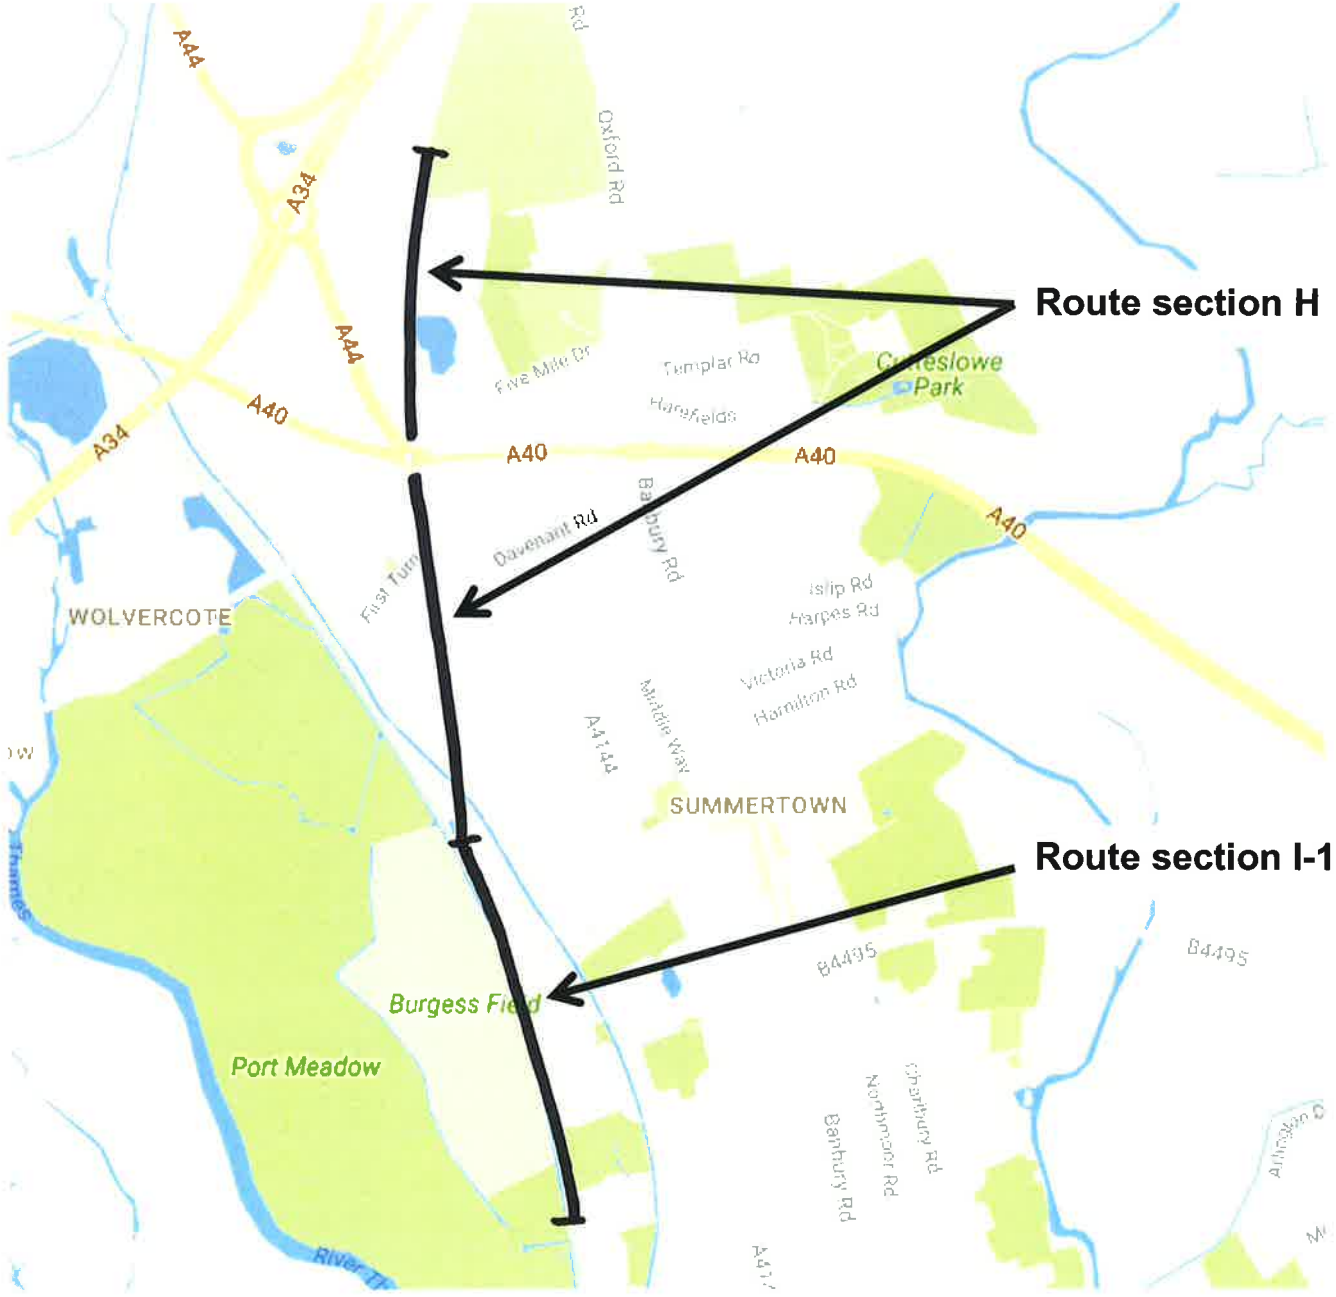 Rd
A44
Oxford Rd
A34
Route section H
A44
Five Mile Dr
Templar Rd
Harefields
Cutteslowe
Park
A40
A34
A40
A40
A40
Banbury Rd
Davenant Rd
First Turn
Islip Rd
Harpes Rd
WOLVERCOTE
Victoria Rd
Hamilton Rd
Middle Way
A4144
OW
SUMMERTOWN
Route section I-1
Thames
B4495
B4495
Burgess Field
Port Meadow
Charlbury Rd
Northmoor Rd
Banbury Rd
River Th